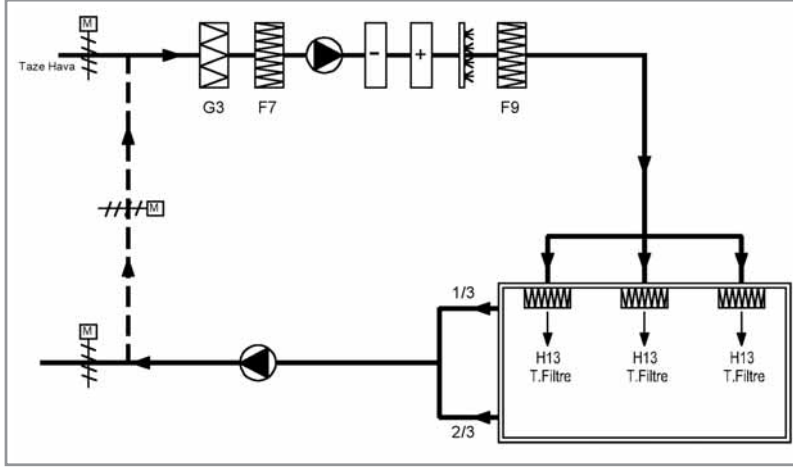 M
Taze Hava
G3
F7
-
+
F9
M
1/3
H13
T.Filtre
H13
T.Filtre
H13
T.Filtre
M
2/3